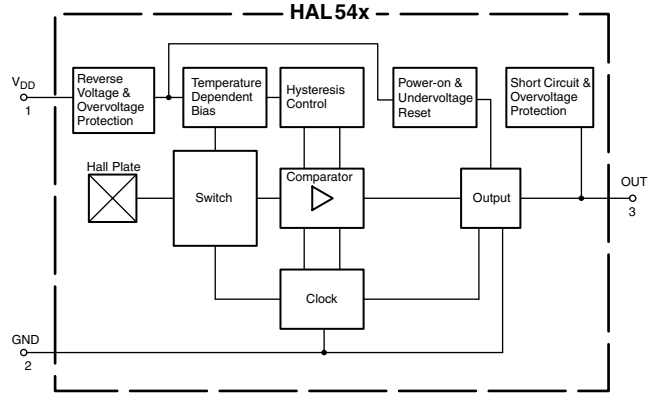 HAL 54x
VDD
1
Reverse
Voltage &
Overvoltage
Protection
Temperature
Dependent
Bias
Hysteresis
Control
Power-on &
Undervoltage
Reset
Short Circuit &
Overvoltage
Protection
Hall Plate
Switch
Comparator
Output
OUT
3
Clock
GND
2